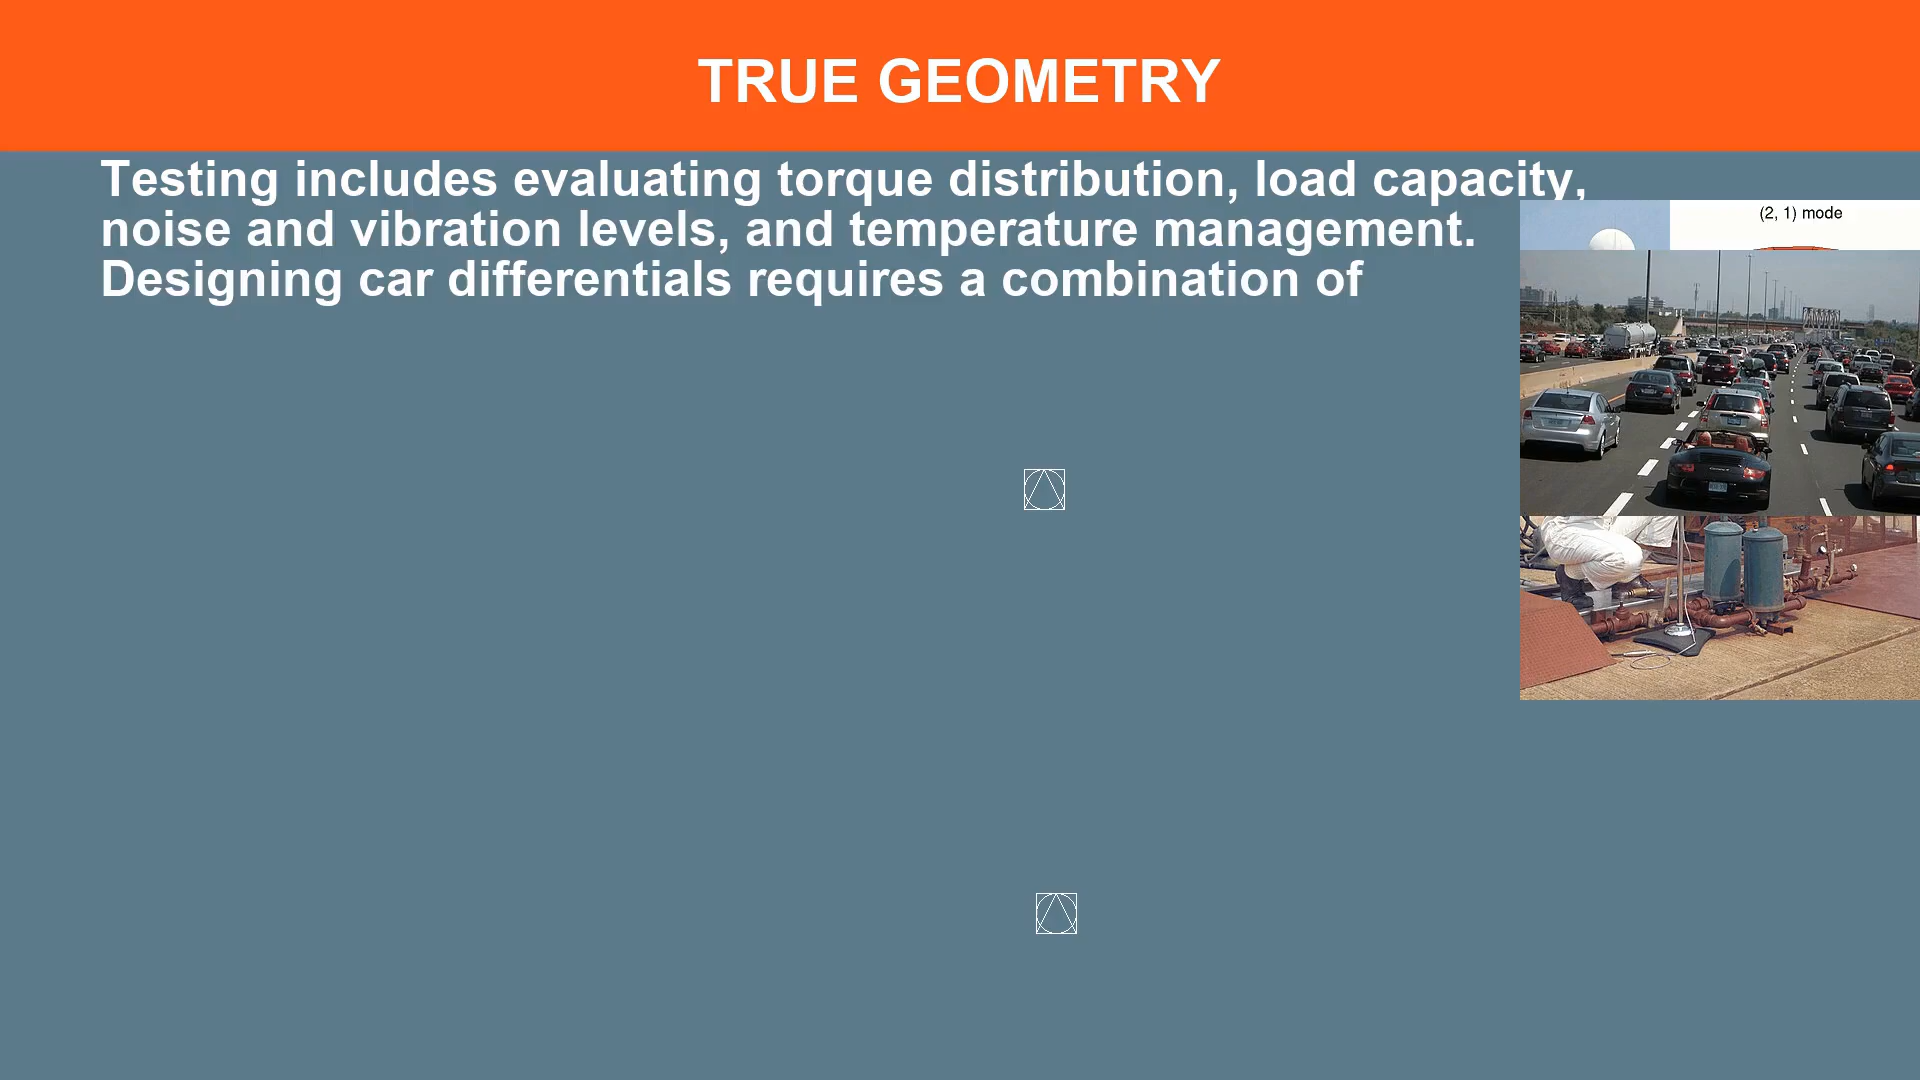 TRUE GEOMETRY
Testing includes evaluating torque distribution, load capacity,
noise and vibration levels, and temperature management.
Designing car differentials requires a combination of
(2, 1) mode